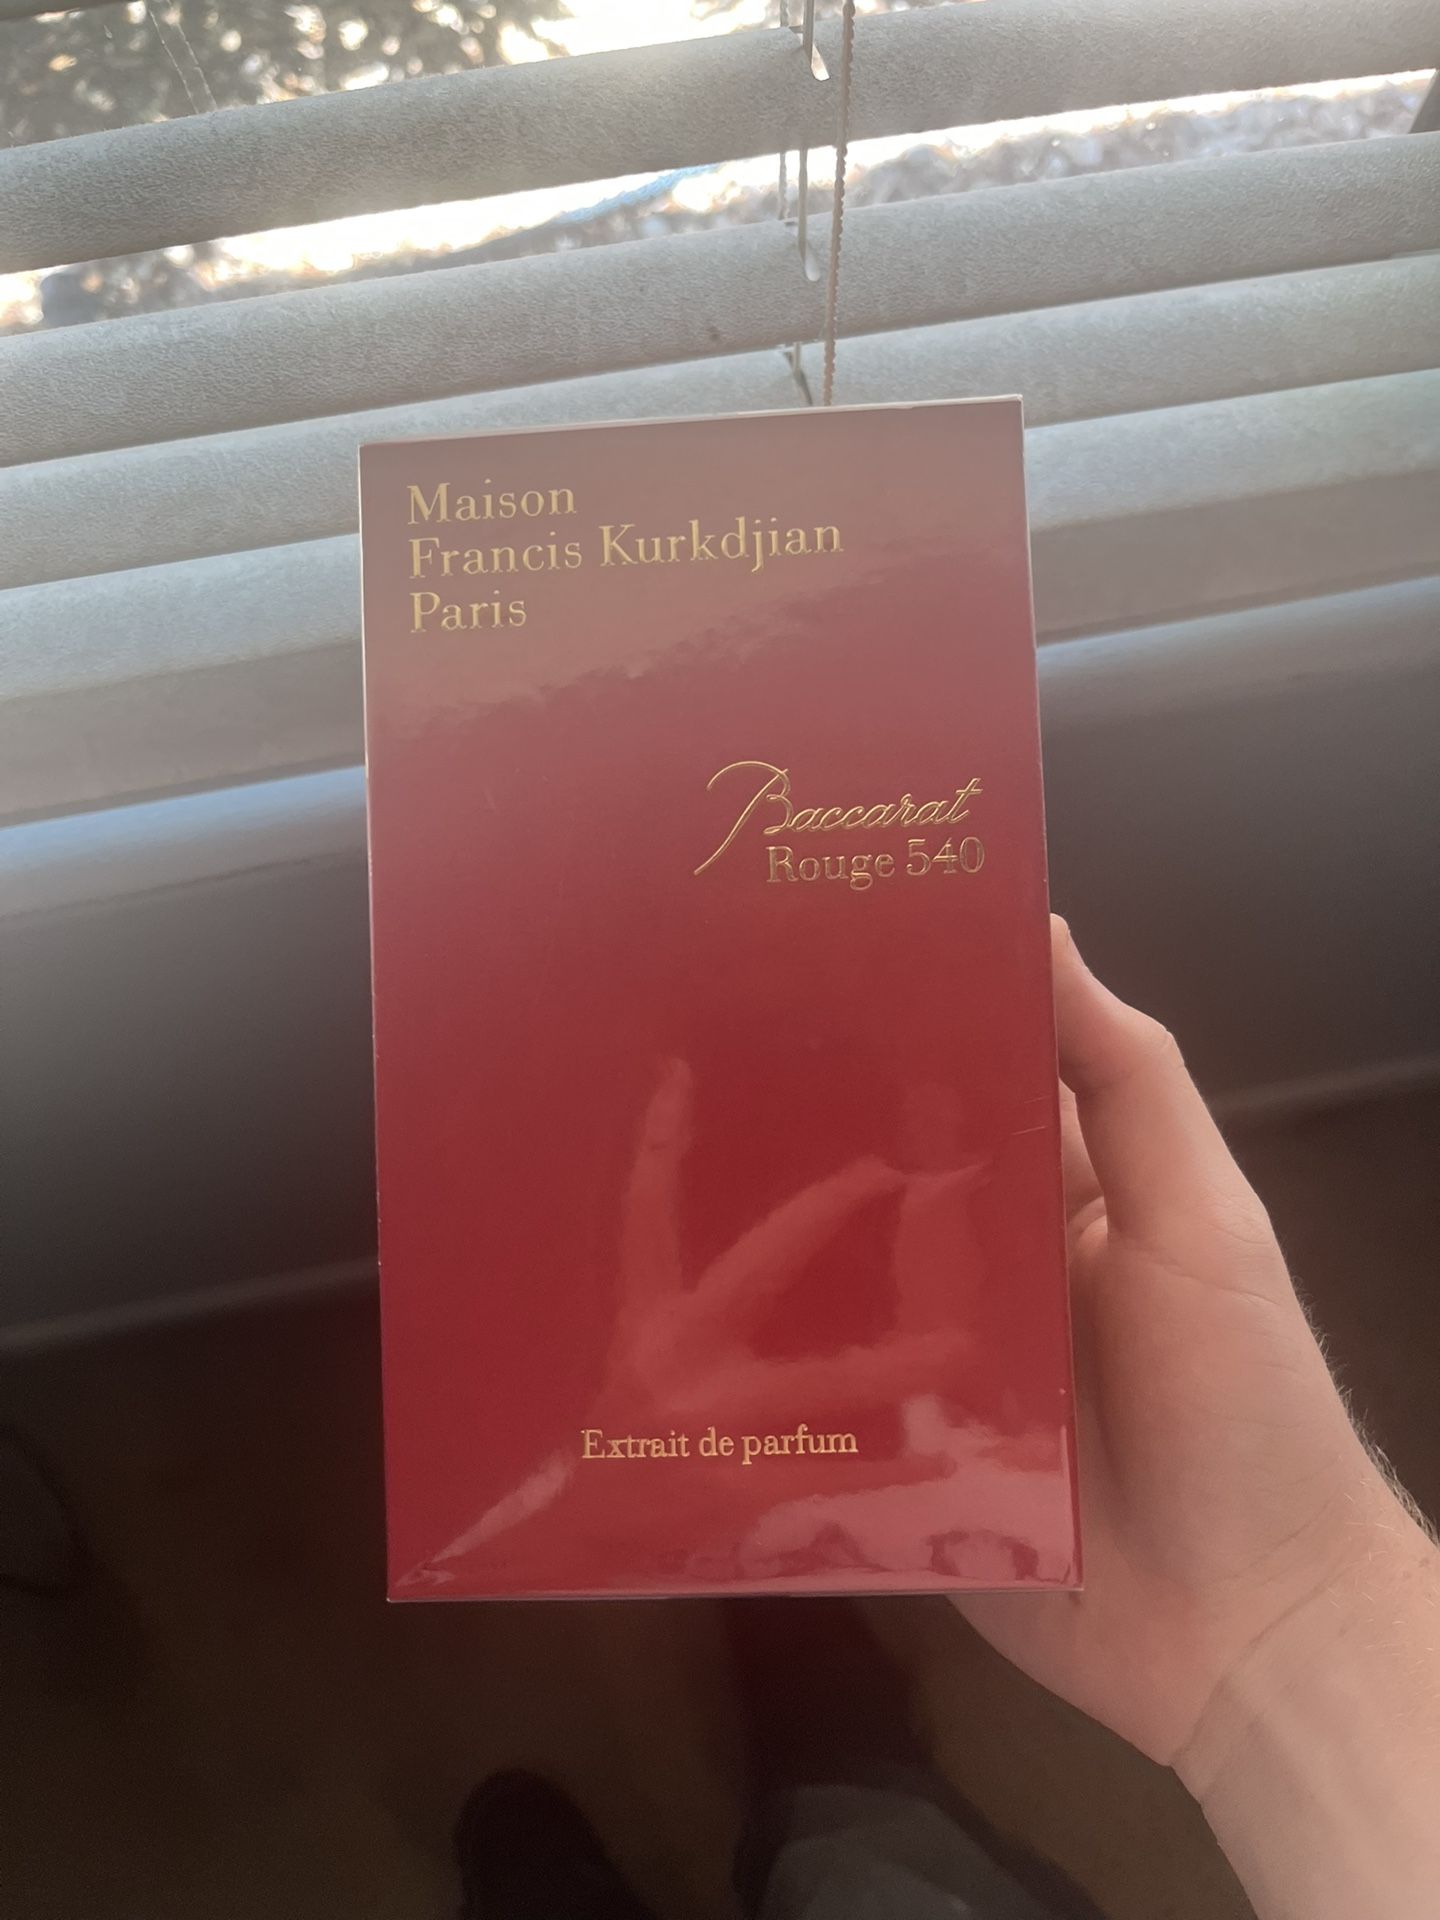 Maison
Francis Kurkdjian
Paris
Baccarat
Rouge 540
Extrait de parfum